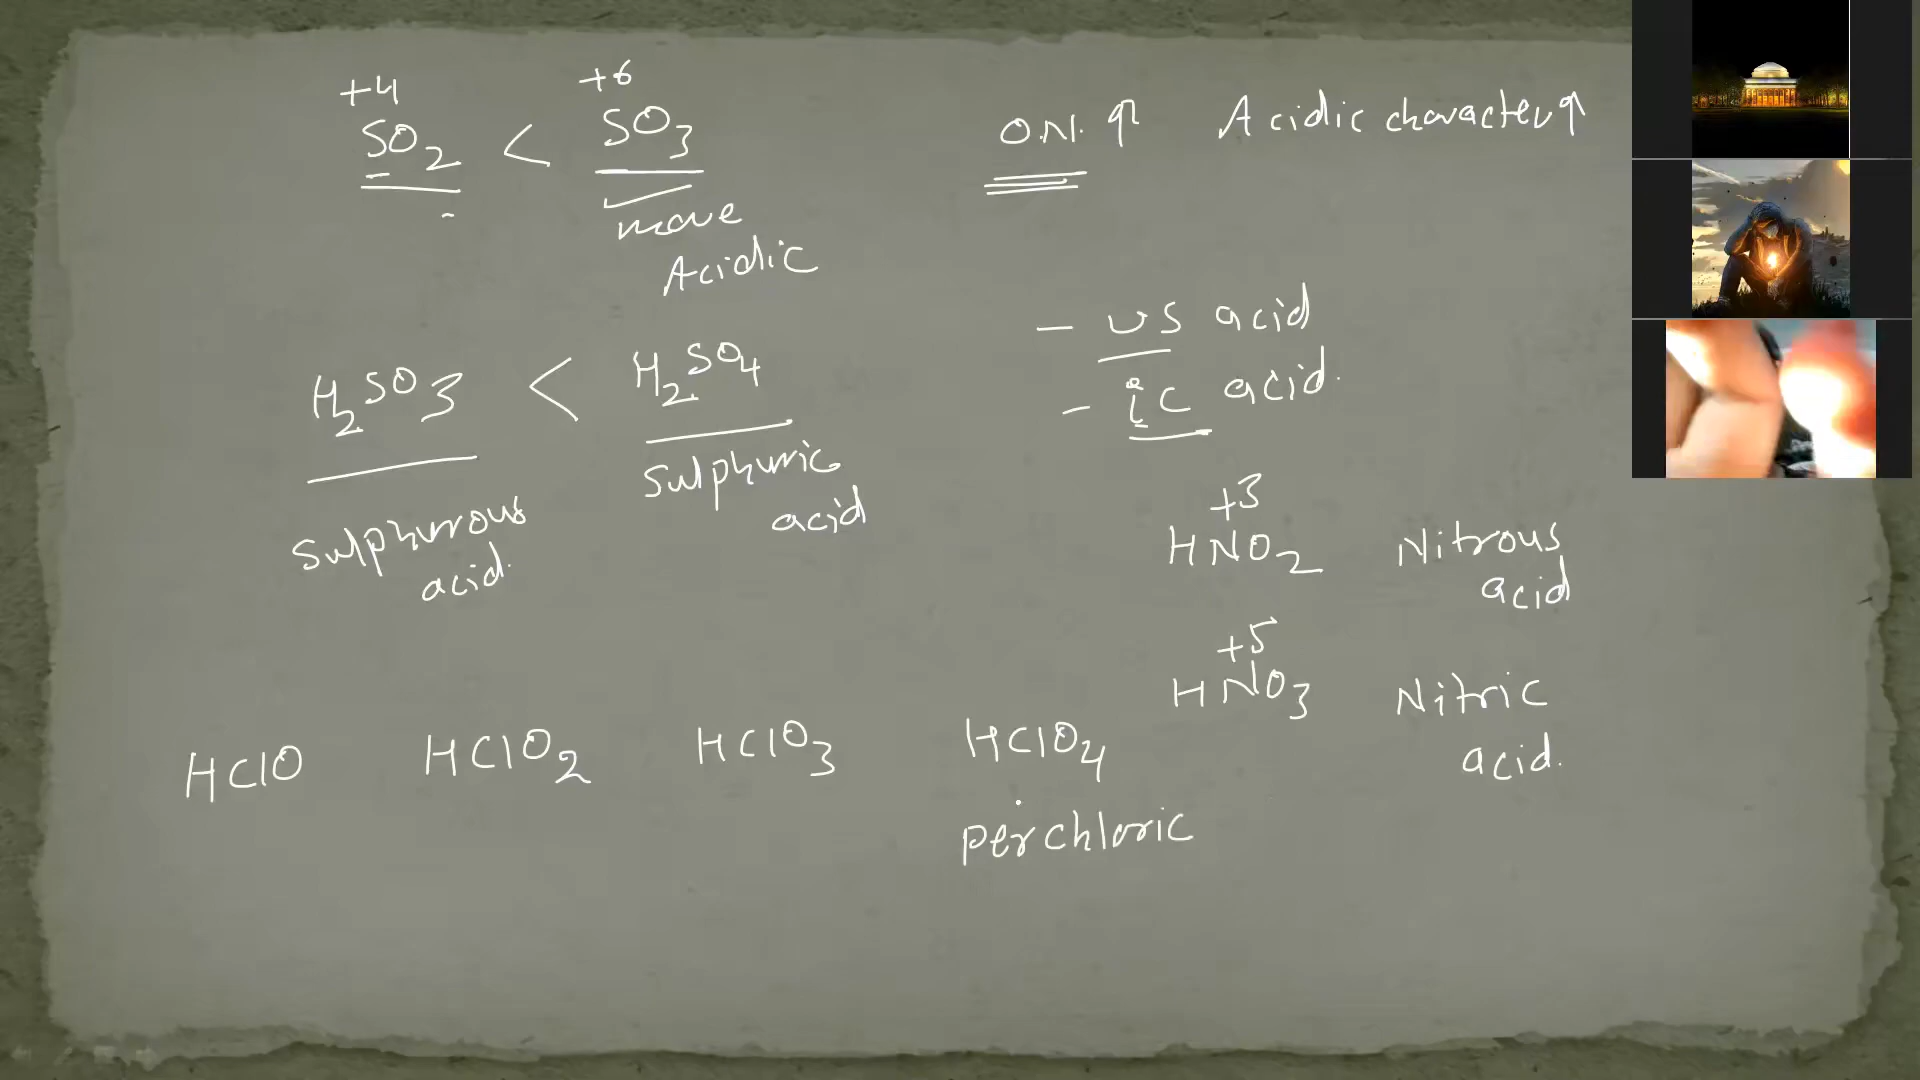 +4
SO2 < +6 SO3
more
Acidic
O.N. ↑ Acidic character ↑
H2SO3 < H2SO4
sulphurous
acid.
sulphuric
acid
- us acid
- ic acid.
+3
HNO2 Nitrous
acid
+5
HNO3 Nitric
acid.
HClO HClO2 HClO3 HClO4
perchloric